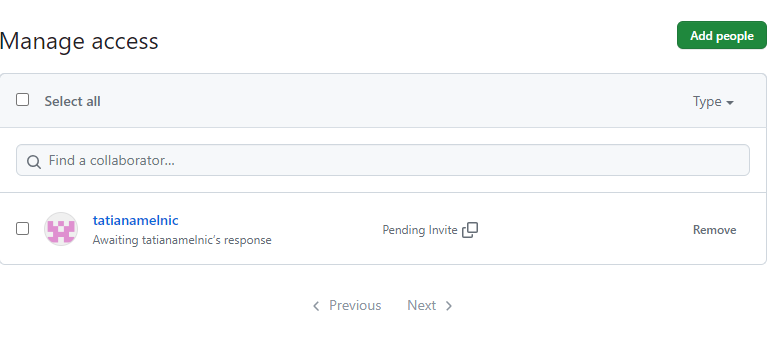 Manage access
Add people
Select all
Type
Find a collaborator...
tatianamelnic
Awaiting tatianamelnic's response
Pending Invite
Remove
Previous
Next